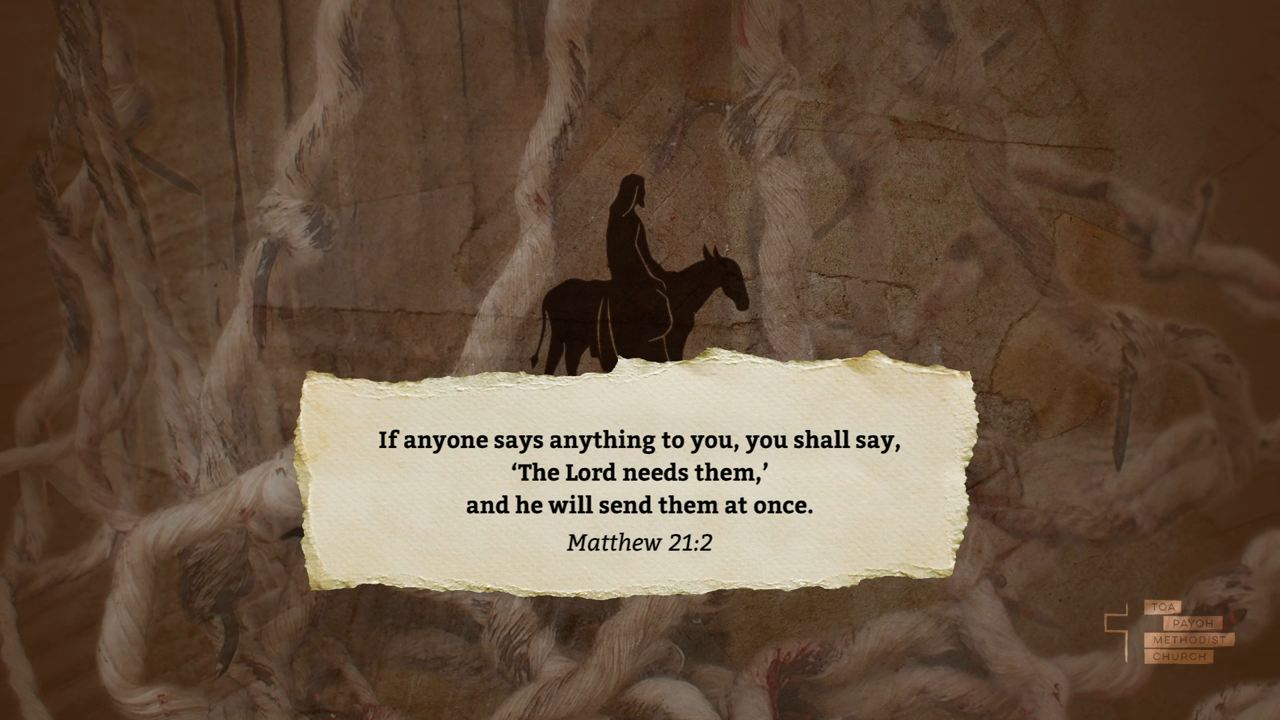 If anyone says anything to you, you shall say,
‘The Lord needs them,’
and he will send them at once.
Matthew 21:2
TOA
PAYOH
METHODIST
CHURCH